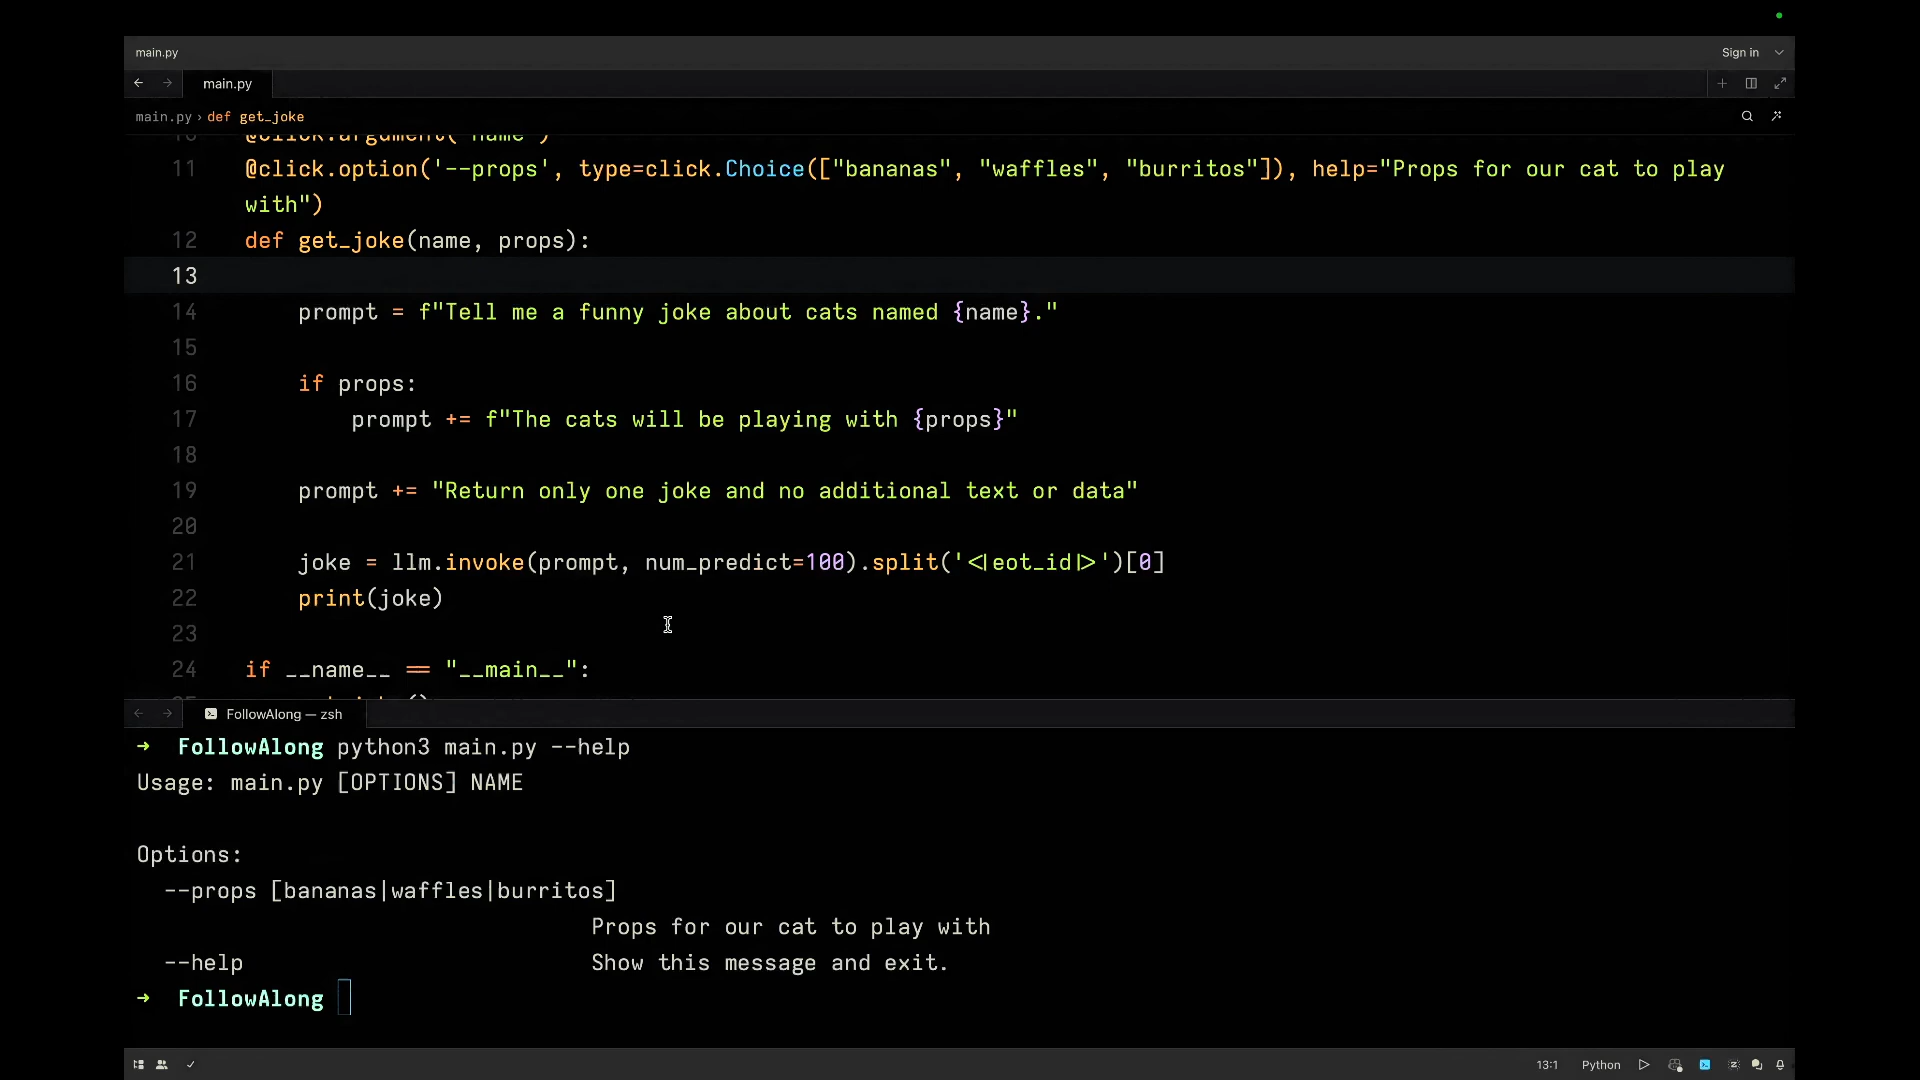 main.py
Sign in
main.py
main.py › def get_joke
10 @click.argument('name')
11 @click.option('--props', type=click.Choice(["bananas", "waffles", "burritos"]), help="Props for our cat to play
with")
12 def get_joke(name, props):
13
14 prompt = f"Tell me a funny joke about cats named {name}."
15
16 if props:
17 prompt += f"The cats will be playing with {props}"
18
19 prompt += "Return only one joke and no additional text or data"
20
21 joke = llm.invoke(prompt, num_predict=100).split('<|eot_id|>')[0]
22 print(joke)
23
24 if __name__ == "__main__":
FollowAlong — zsh
➜ FollowAlong python3 main.py --help
Usage: main.py [OPTIONS] NAME
Options:
--props [bananas|waffles|burritos]
Props for our cat to play with
--help Show this message and exit.
➜ FollowAlong
13:1 Python